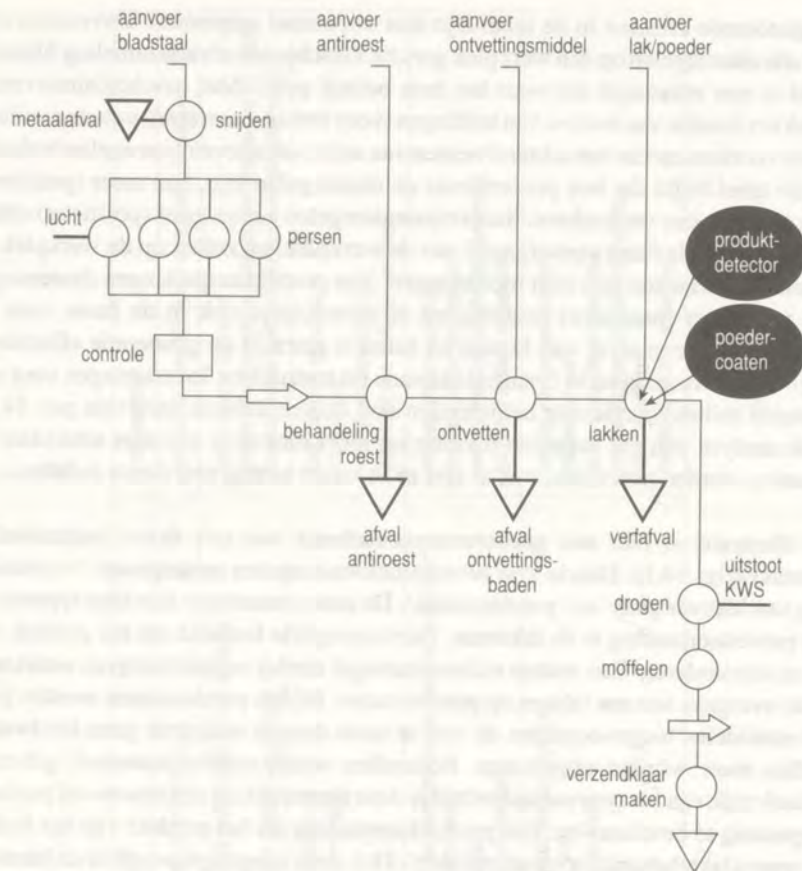 aanvoer
bladstaal
aanvoer
antiroest
aanvoer
ontvettingsmiddel
aanvoer
lak/poeder
metaalafval
snijden
lucht
persen
produkt-
detector
poeder-
coaten
controle
behandeling
roest
ontvetten
lakken
afval
antiroest
afval
ontvettings-
baden
verfafval
uitstoot
KWS
drogen
moffelen
verzendklaar
maken